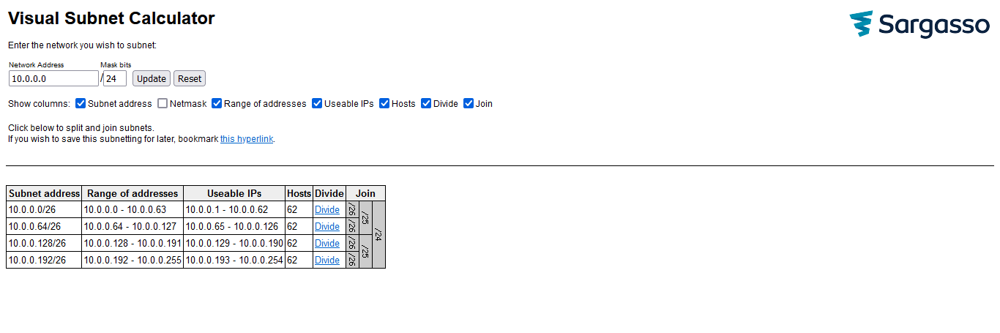 Visual Subnet Calculator
Sargasso
Enter the network you wish to subnet:
Network Address Mask bits
10.0.0.0 / 24 Update Reset
Show columns: Subnet address Netmask Range of addresses Useable IPs Hosts Divide Join
Click below to split and join subnets.
If you wish to save this subnetting for later, bookmark this hyperlink.
Subnet address Range of addresses Useable IPs Hosts Divide Join
10.0.0.0/26 10.0.0.0 - 10.0.0.63 10.0.0.1 - 10.0.0.62 62 Divide /26 /25 /24
10.0.0.64/26 10.0.0.64 - 10.0.0.127 10.0.0.65 - 10.0.0.126 62 Divide /26
10.0.0.128/26 10.0.0.128 - 10.0.0.191 10.0.0.129 - 10.0.0.190 62 Divide /26 /25
10.0.0.192/26 10.0.0.192 - 10.0.0.255 10.0.0.193 - 10.0.0.254 62 Divide /26